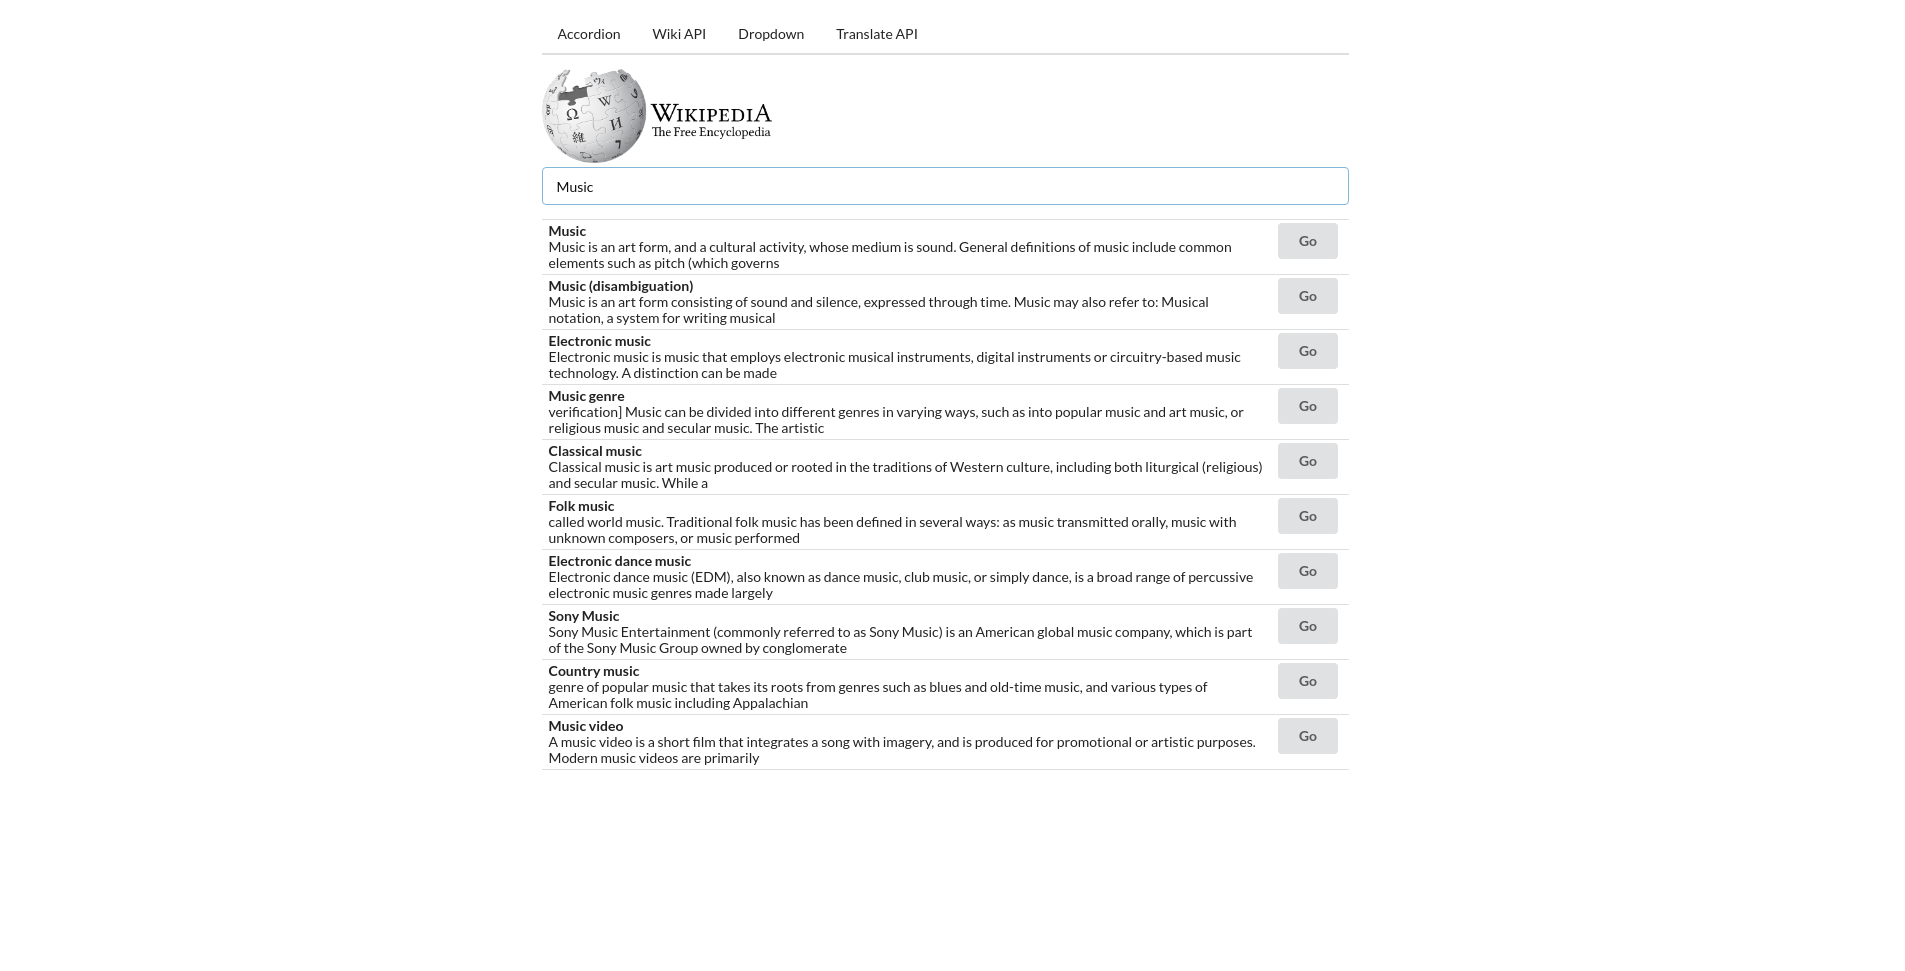 Accordion Wiki API Dropdown Translate API
WIKIPEDIA
The Free Encyclopedia
Music
Music
Music is an art form, and a cultural activity, whose medium is sound. General definitions of music include common
elements such as pitch (which governs
Go
Music (disambiguation)
Music is an art form consisting of sound and silence, expressed through time. Music may also refer to: Musical
notation, a system for writing musical
Go
Electronic music
Electronic music is music that employs electronic musical instruments, digital instruments or circuitry-based music
technology. A distinction can be made
Go
Music genre
verification] Music can be divided into different genres in varying ways, such as into popular music and art music, or
religious music and secular music. The artistic
Go
Classical music
Classical music is art music produced or rooted in the traditions of Western culture, including both liturgical (religious)
and secular music. While a
Go
Folk music
called world music. Traditional folk music has been defined in several ways: as music transmitted orally, music with
unknown composers, or music performed
Go
Electronic dance music
Electronic dance music (EDM), also known as dance music, club music, or simply dance, is a broad range of percussive
electronic music genres made largely
Go
Sony Music
Sony Music Entertainment (commonly referred to as Sony Music) is an American global music company, which is part
of the Sony Music Group owned by conglomerate
Go
Country music
genre of popular music that takes its roots from genres such as blues and old-time music, and various types of
American folk music including Appalachian
Go
Music video
A music video is a short film that integrates a song with imagery, and is produced for promotional or artistic purposes.
Modern music videos are primarily
Go